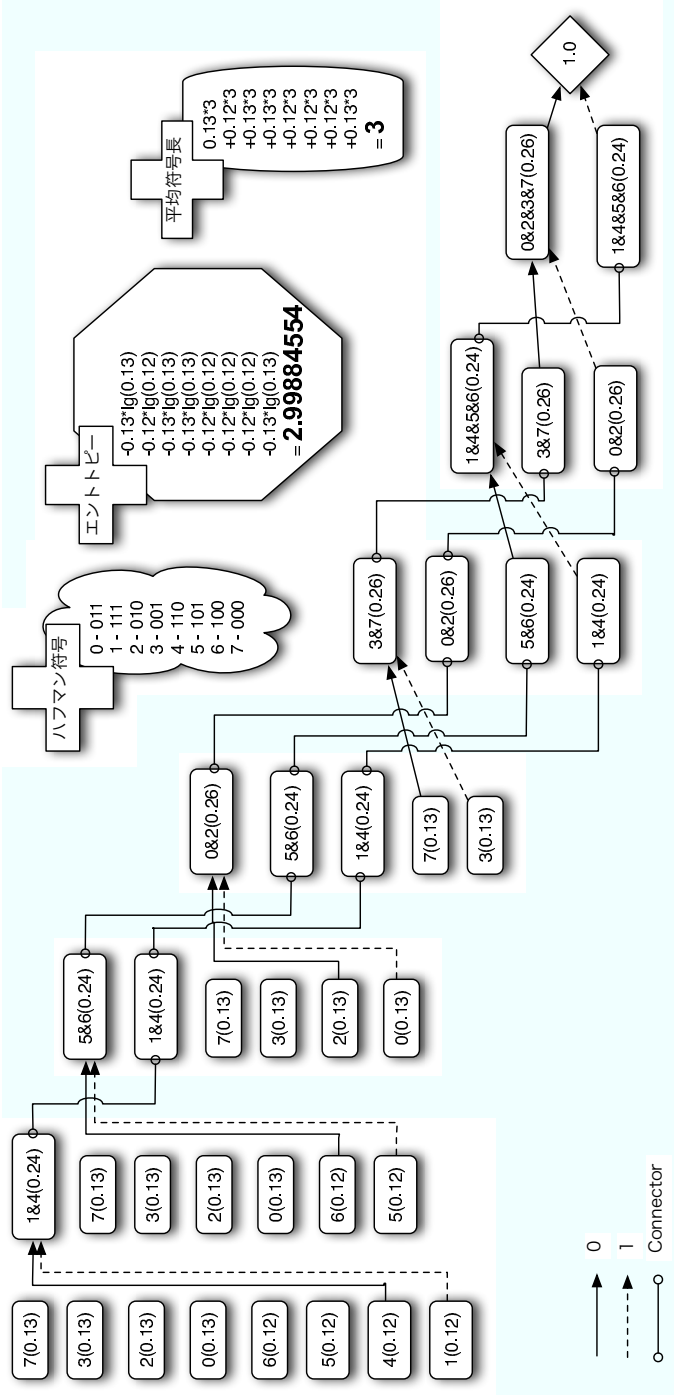 7(0.13)
3(0.13)
2(0.13)
0(0.13)
6(0.12)
5(0.12)
4(0.12)
1(0.12)
1&4(0.24)
7(0.13)
3(0.13)
2(0.13)
0(0.13)
6(0.12)
5(0.12)
5&6(0.24)
1&4(0.24)
7(0.13)
3(0.13)
2(0.13)
0(0.13)
0&2(0.26)
5&6(0.24)
1&4(0.24)
7(0.13)
3(0.13)
3&7(0.26)
0&2(0.26)
5&6(0.24)
1&4(0.24)
1&4&5&6(0.24)
3&7(0.26)
0&2(0.26)
0&2&3&7(0.26)
1&4&5&6(0.24)
1.0
ハフマン符号
0 - 011
1 - 111
2 - 010
3 - 001
4 - 110
5 - 101
6 - 100
7 - 000
エントトピー
-0.13*lg(0.13)
-0.12*lg(0.12)
-0.13*lg(0.13)
-0.13*lg(0.13)
-0.12*lg(0.12)
-0.12*lg(0.12)
-0.12*lg(0.12)
-0.13*lg(0.13)
= 2.99884554
平均符号長
0.13*3
+0.12*3
+0.13*3
+0.13*3
+0.12*3
+0.12*3
+0.12*3
+0.13*3
= 3
0
1
Connector